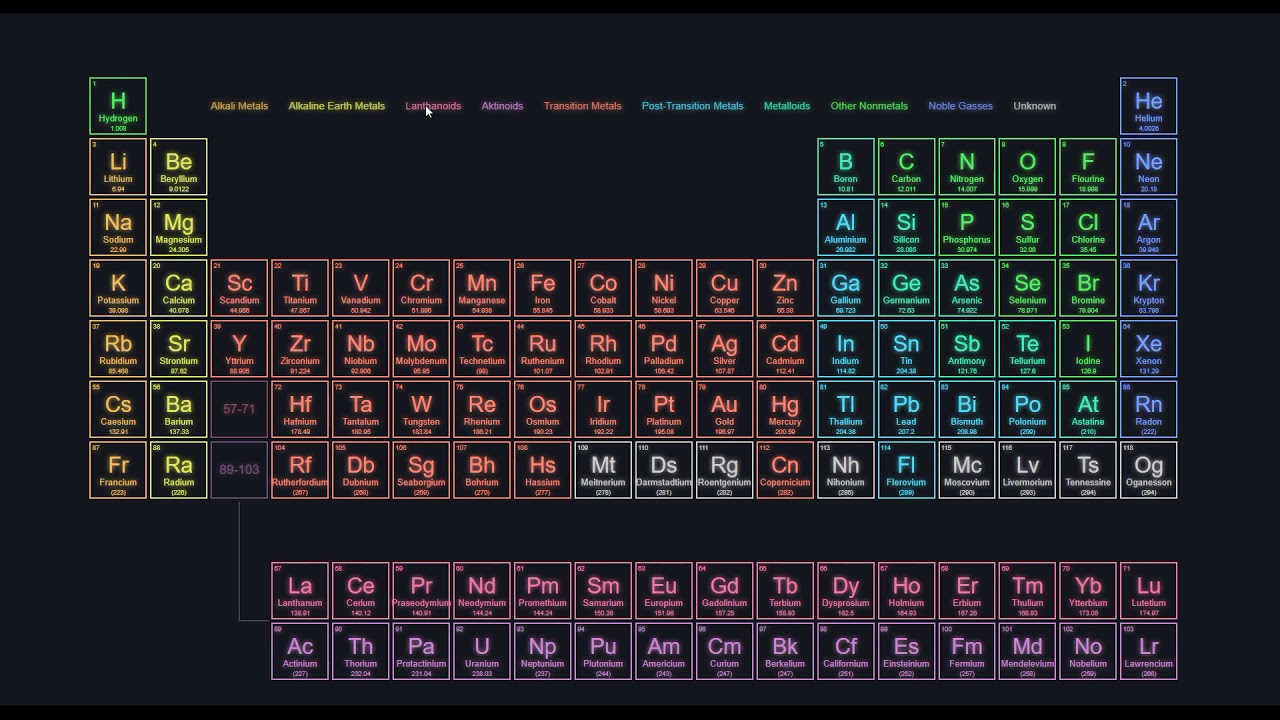 1 2
H He
Alkali Metals Alkaline Earth Metals Lanthanoids Aktinoids Transition Metals Post-Transition Metals Metalloids Other Nonmetals Noble Gasses Unknown
Hydrogen Helium
1.008 4.0026
3 4 5 6 7 8 9 10
Li Be B C N O F Ne
Lithium Beryllium Boron Carbon Nitrogen Oxygen Flourine Neon
6.94 9.0122 10.81 12.011 14.007 15.999 18.998 20.18
11 12 13 14 15 16 17 18
Na Mg Al Si P S Cl Ar
Sodium Magnesium Aluminium Silicon Phosphorus Sulfur Chlorine Argon
22.99 24.305 26.982 28.085 30.974 32.06 35.45 39.948
19 20 21 22 23 24 25 26 27 28 29 30 31 32 33 34 35 36
K Ca Sc Ti V Cr Mn Fe Co Ni Cu Zn Ga Ge As Se Br Kr
Potassium Calcium Scandium Titanium Vanadium Chromium Manganese Iron Cobalt Nickel Copper Zinc Gallium Germanium Arsenic Selenium Bromine Krypton
39.098 40.078 44.956 47.867 50.942 51.996 54.938 55.845 58.933 58.693 63.546 65.38 69.723 72.63 74.922 78.971 79.904 83.798
37 38 39 40 41 42 43 44 45 46 47 48 49 50 51 52 53 54
Rb Sr Y Zr Nb Mo Tc Ru Rh Pd Ag Cd In Sn Sb Te I Xe
Rubidium Strontium Yttrium Zirconium Niobium Molybdenum Technetium Ruthenium Rhodium Palladium Silver Cadmium Indium Tin Antimony Tellurium Iodine Xenon
85.468 87.62 88.906 91.224 92.906 95.95 (98) 101.07 102.91 106.42 107.87 112.41 114.82 204.38 121.76 127.6 126.9 131.29
55 56 72 73 74 75 76 77 78 79 80 81 82 83 84 85 86
Cs Ba 57-71 Hf Ta W Re Os Ir Pt Au Hg Tl Pb Bi Po At Rn
Caesium Barium Hafnium Tantalum Tungsten Rhenium Osmium Iridium Platinum Gold Mercury Thallium Lead Bismuth Polonium Astatine Radon
132.91 137.33 178.49 180.95 183.84 186.21 190.23 192.22 195.08 196.97 200.59 204.38 207.2 208.98 (209) (210) (222)
87 88 104 105 106 107 108 109 110 111 112 113 114 115 116 117 118
Fr Ra 89-103 Rf Db Sg Bh Hs Mt Ds Rg Cn Nh Fl Mc Lv Ts Og
Francium Radium Rutherfordium Dubnium Seaborgium Bohrium Hassium Meitnerium Darmstadtium Roentgenium Copernicium Nihonium Flerovium Moscovium Livermorium Tennessine Oganesson
(223) (226) (267) (268) (269) (270) (277) (278) (281) (282) (282) (286) (289) (290) (293) (294) (294)
57 58 59 60 61 62 63 64 67 68 69 70 71
La Ce Pr Nd Pm Sm Eu Gd Tb Dy Ho Er Tm Yb Lu
Lanthanum Cerium Praseodymium Neodymium Promethium Samarium Europium Gadolinium Terbium Dysprosium Holmium Erbium Thulium Ytterbium Lutetium
138.91 140.12 140.91 144.24 144.24 150.36 151.96 157.25 158.93 162.5 164.93 167.26 168.93 173.05 174.97
89 90 91 92 93 94 95 96 97 98 99 100 101 102 103
Ac Th Pa U Np Pu Am Cm Bk Cf Es Fm Md No Lr
Actinium Thorium Protactinium Uranium Neptunium Plutonium Americium Curium Berkelium Californium Einsteinium Fermium Mendelevium Nobelium Lawrencium
(227) 232.04 231.04 238.03 (237) (244) (243) (247) (247) (251) (252) (257) (258) (259) (266)